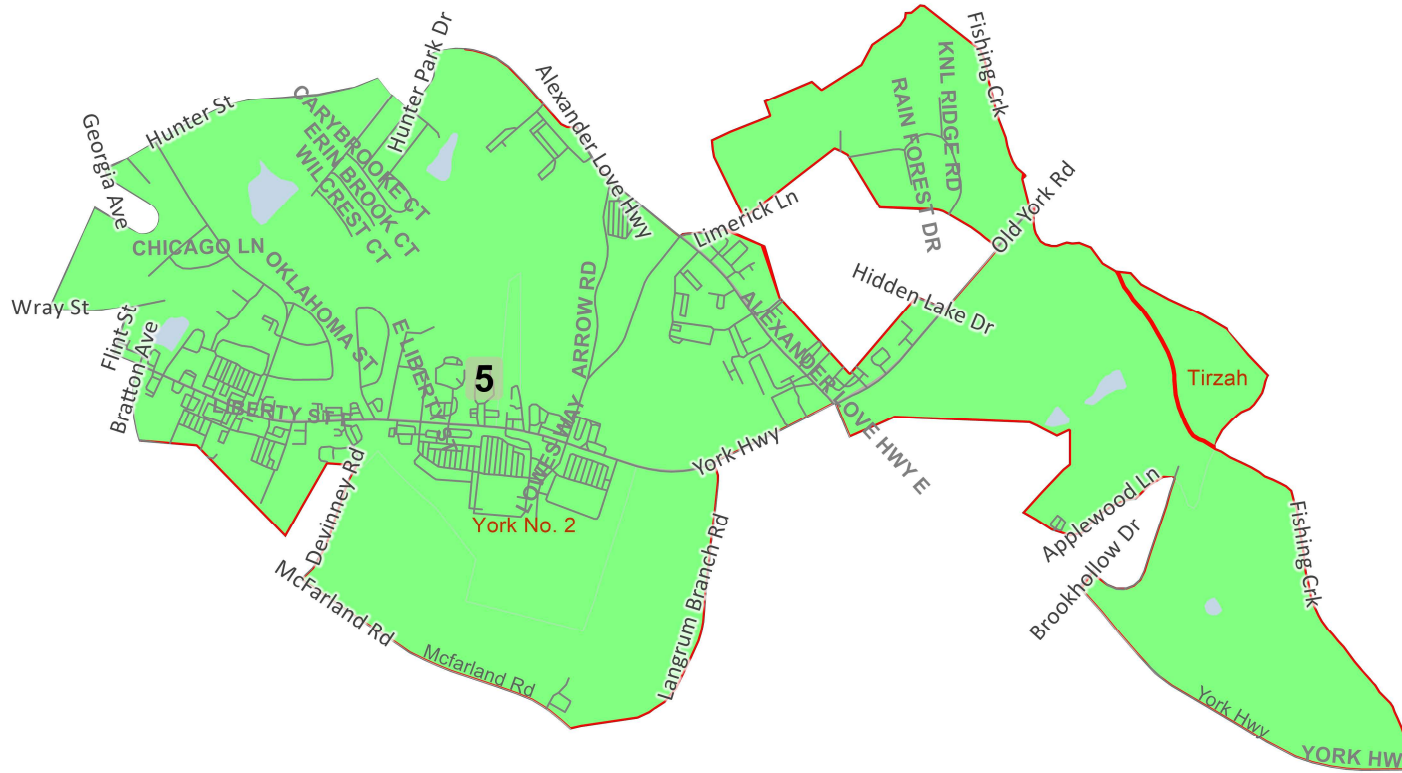 Hunter Park Dr
Fishing Crk
KNL RIDGE RD
RAIN FOREST DR
Alexander Love Hwy
Hunter St
CARYBROOKE CT
ERIN BROOK CT
WILCREST CT
Georgia Ave
Limerick Ln
Old York Rd
CHICAGO LN
OKLAHOMA ST
Hidden Lake Dr
Wray St
ARROW RD
ALEXANDER LOVE HWY E
Flint St
Bratton Ave
E LIBERTY ST
5
Tirzah
LIBERTY ST E
LOWES WAY
York Hwy
Devinney Rd
York No. 2
Applewood Ln
Brookhollow Dr
Fishing Crk
McFarland Rd
Mcfarland Rd
Langrum Branch Rd
York Hwy
YORK HW